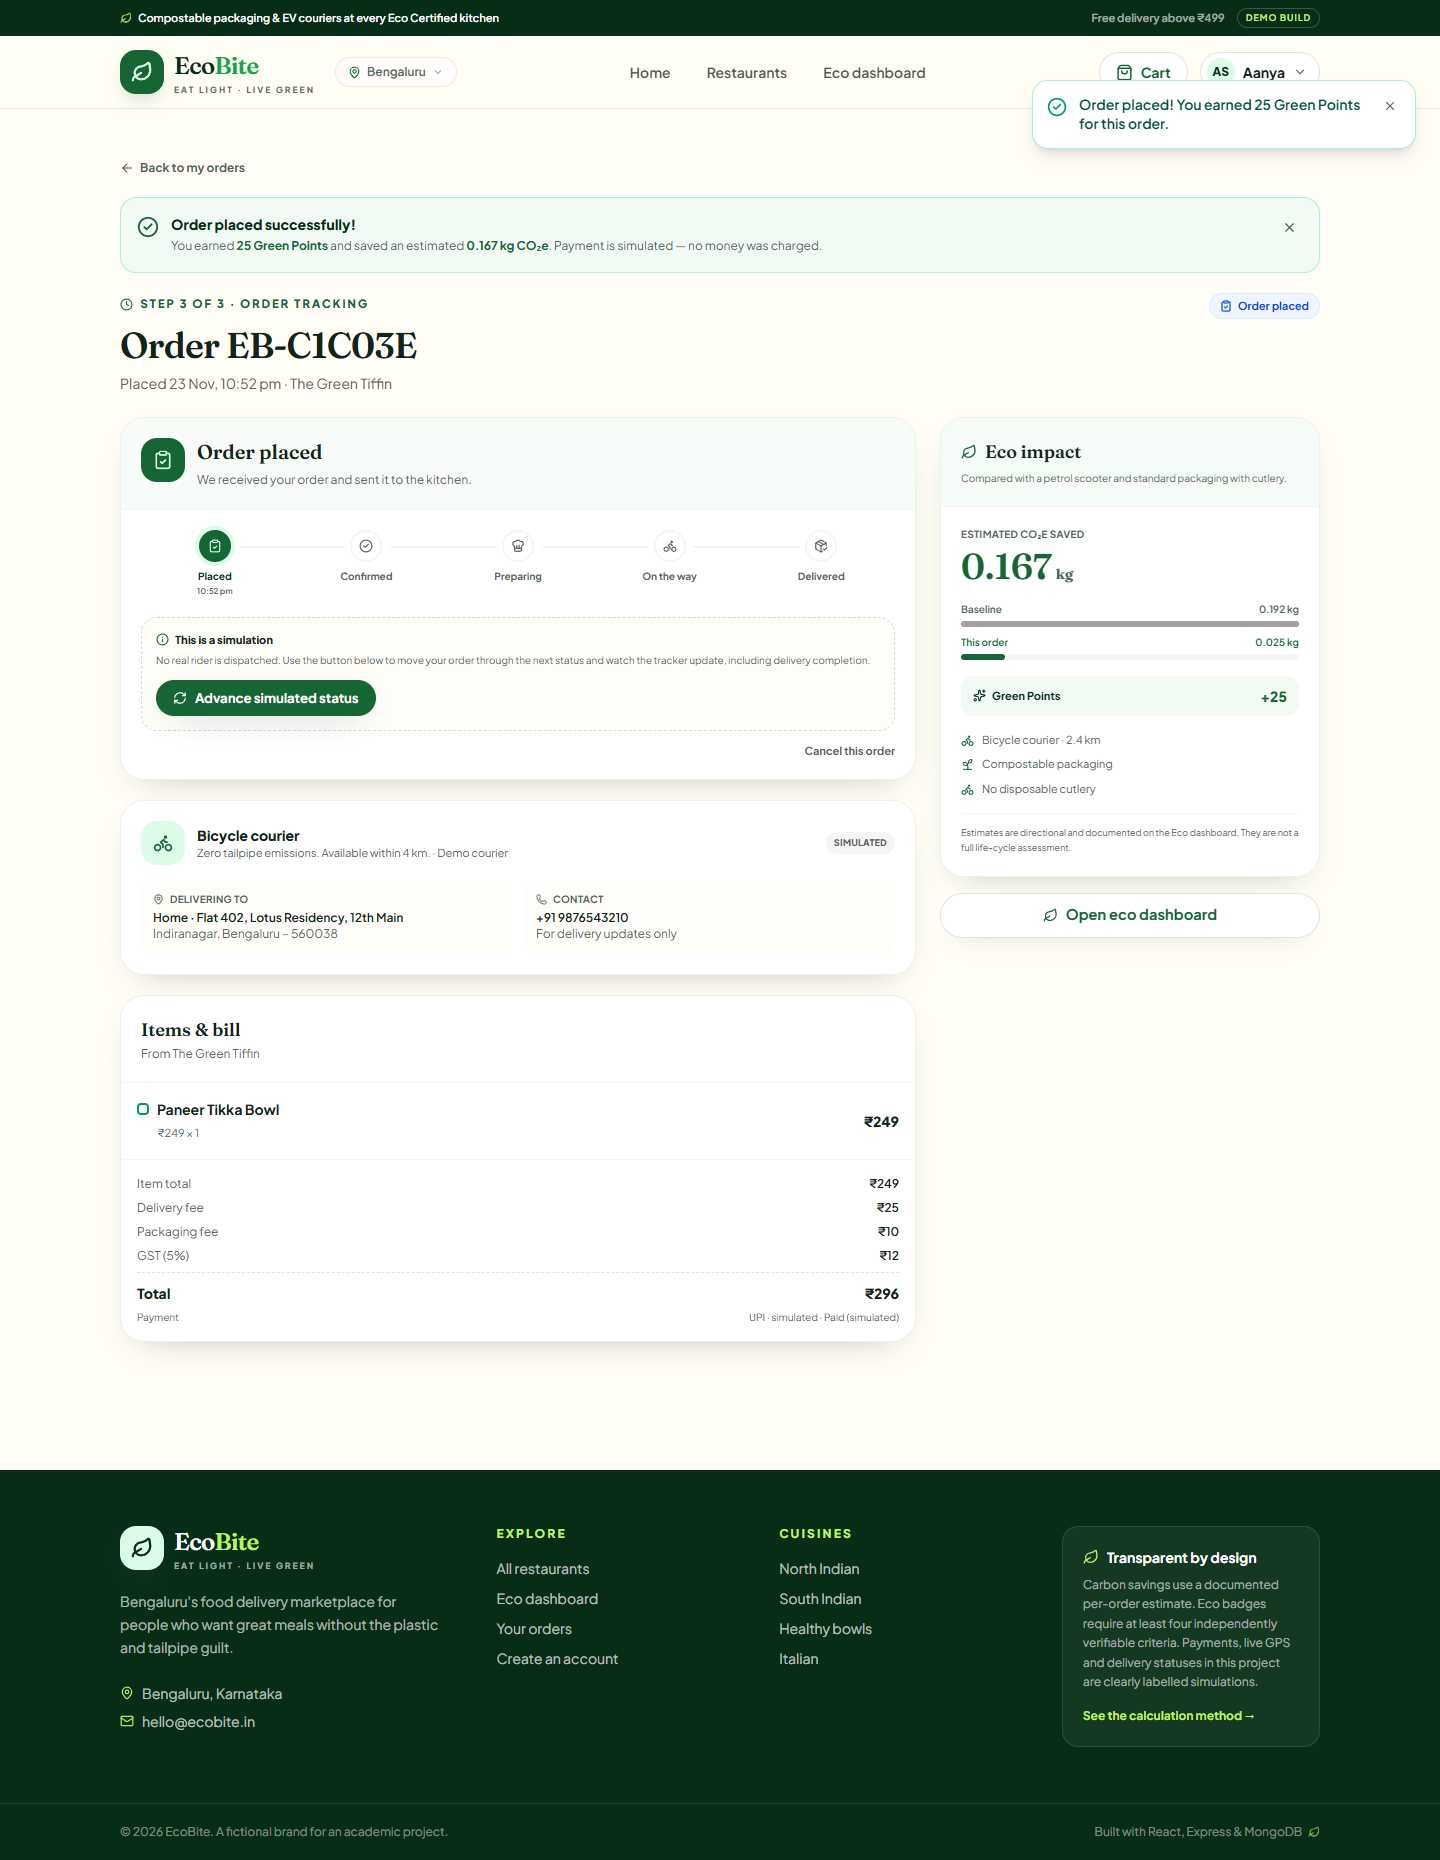 Compostable packaging & EV couriers at every Eco Certified kitchen
Free delivery above ₹499
DEMO BUILD
EcoBite
EAT LIGHT · LIVE GREEN
Bengaluru
Home
Restaurants
Eco dashboard
Cart
AS
Aanya
Order placed! You earned 25 Green Points
for this order.
Back to my orders
Order placed successfully!
You earned 25 Green Points and saved an estimated 0.167 kg CO₂e. Payment is simulated — no money was charged.
STEP 3 OF 3 · ORDER TRACKING
Order placed
Order EB-C1C03E
Placed 23 Nov, 10:52 pm · The Green Tiffin
Order placed
We received your order and sent it to the kitchen.
Placed
10:52 pm
Confirmed
Preparing
On the way
Delivered
This is a simulation
No real rider is dispatched. Use the button below to move your order through the next status and watch the tracker update, including delivery completion.
Advance simulated status
Cancel this order
Bicycle courier
Zero tailpipe emissions. Available within 4 km. · Demo courier
SIMULATED
DELIVERING TO
Home · Flat 402, Lotus Residency, 12th Main
Indiranagar, Bengaluru – 560038
CONTACT
+91 9876543210
For delivery updates only
Items & bill
From The Green Tiffin
Paneer Tikka Bowl
₹249 × 1
₹249
Item total
₹249
Delivery fee
₹25
Packaging fee
₹10
GST (5%)
₹12
Total
₹296
Payment
UPI · simulated · Paid (simulated)
Eco impact
Compared with a petrol scooter and standard packaging with cutlery.
ESTIMATED CO₂E SAVED
0.167 kg
Baseline
0.192 kg
This order
0.025 kg
Green Points
+25
Bicycle courier · 2.4 km
Compostable packaging
No disposable cutlery
Estimates are directional and documented on the Eco dashboard. They are not a
full life-cycle assessment.
Open eco dashboard
EcoBite
EAT LIGHT · LIVE GREEN
Bengaluru's food delivery marketplace for
people who want great meals without the plastic
and tailpipe guilt.
Bengaluru, Karnataka
hello@ecobite.in
EXPLORE
All restaurants
Eco dashboard
Your orders
Create an account
CUISINES
North Indian
South Indian
Healthy bowls
Italian
Transparent by design
Carbon savings use a documented
per-order estimate. Eco badges
require at least four independently
verifiable criteria. Payments, live GPS
and delivery statuses in this project
are clearly labelled simulations.
See the calculation method →
© 2026 EcoBite. A fictional brand for an academic project.
Built with React, Express & MongoDB